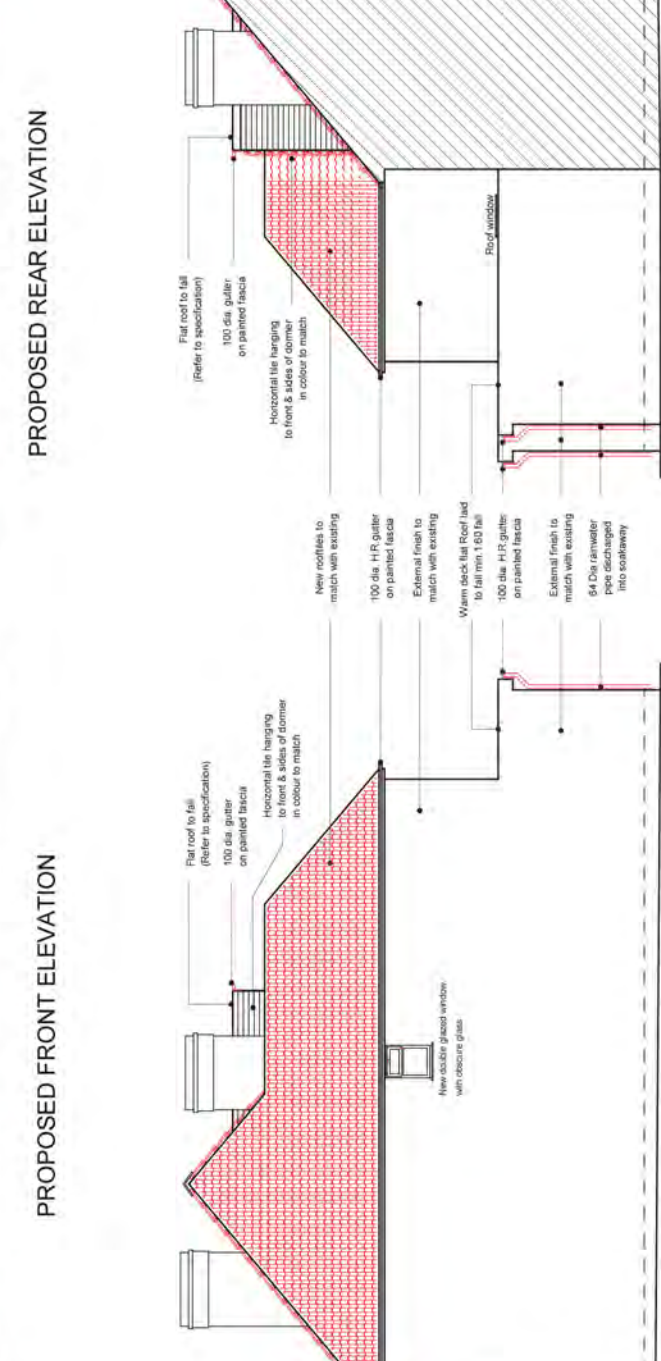 PROPOSED FRONT ELEVATION
Flat roof to fall
(Refer to specification)
100 dia. gutter
on painted fascia
Horizontal tile hanging
to front & sides of dormer
in colour to match
New double glazed window
with obscure glass
New rooftiles to
match with existing
100 dia. H.R.gutter
on painted fascia
External finish to
match with existing
Warm deck flat Roof laid
to fall min.1:60 fall
100 dia. H.R.gutter
on painted fascia
External finish to
match with existing
64 Dia rainwater
pipe discharged
into soakaway
PROPOSED REAR ELEVATION
Flat roof to fall
(Refer to specification)
100 dia. gutter
on painted fascia
Horizontal tile hanging
to front & sides of dormer
in colour to match
Roof window